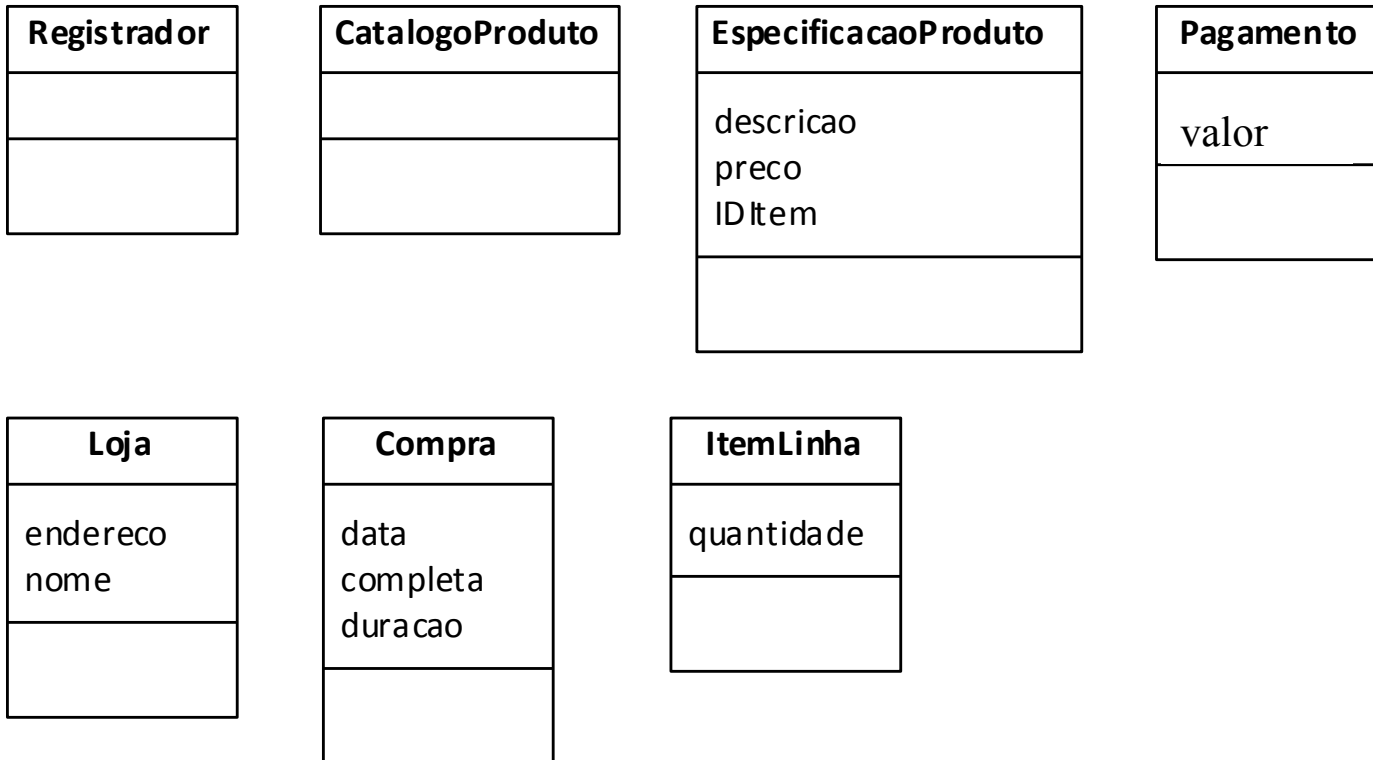 Registrador
CatalogoProduto
EspecificacaoProduto
descricao
preco
IDItem
Pagamento
valor
Loja
endereco
nome
Compra
data
completa
duracao
ItemLinha
quantidade